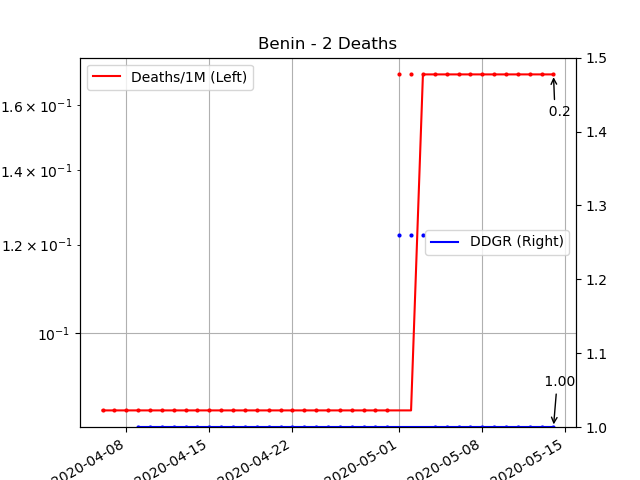 Benin - 2 Deaths
Deaths/1M (Left)
1.6 × 10⁻¹
1.4 × 10⁻¹
1.2 × 10⁻¹
10⁻¹
1.5
1.4
1.3
1.2
1.1
1.0
0.2
DDGR (Right)
1.00
2020-04-08
2020-04-15
2020-04-22
2020-05-01
2020-05-08
2020-05-15